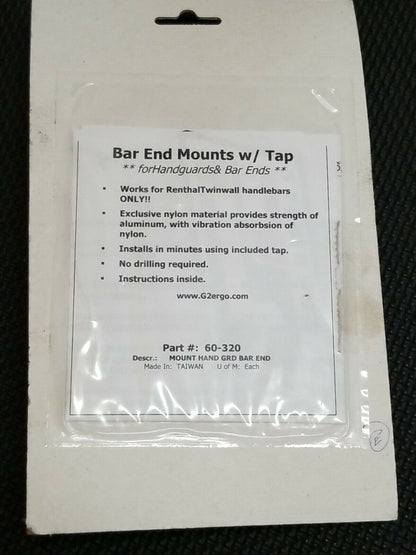 Bar End Mounts w/ Tap
** forHandguards& Bar Ends **
▪ Works for RenthalTwinwall handlebars
ONLY!!
▪ Exclusive nylon material provides strength of
aluminum, with vibration absorbsion of
nylon.
▪ Installs in minutes using included tap.
▪ No drilling required.
▪ Instructions inside.
www.G2ergo.com
Part #: 60-320
Descr.: MOUNT HAND GRD BAR END
Made In: TAIWAN U of M: Each